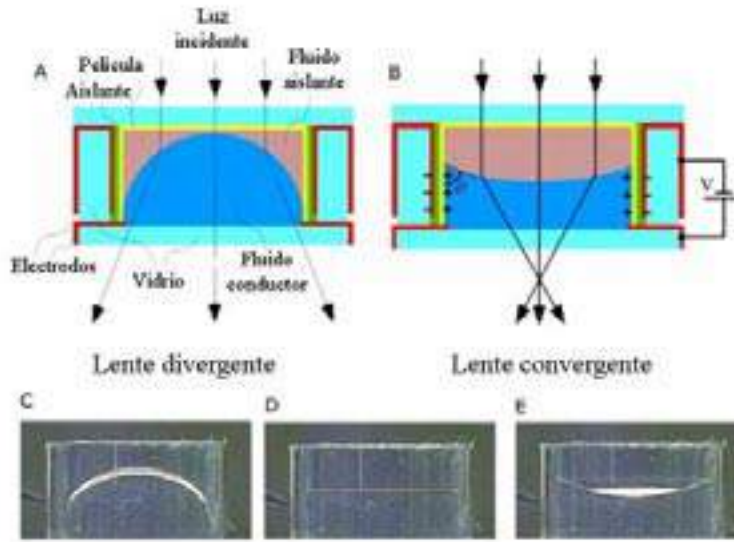 Luz
incidente
A
Película
Aislante
Fluido
aislante
B
V
Electrodos
Vidrio
Fluido
conductor
Lente divergente
Lente convergente
C
D
E